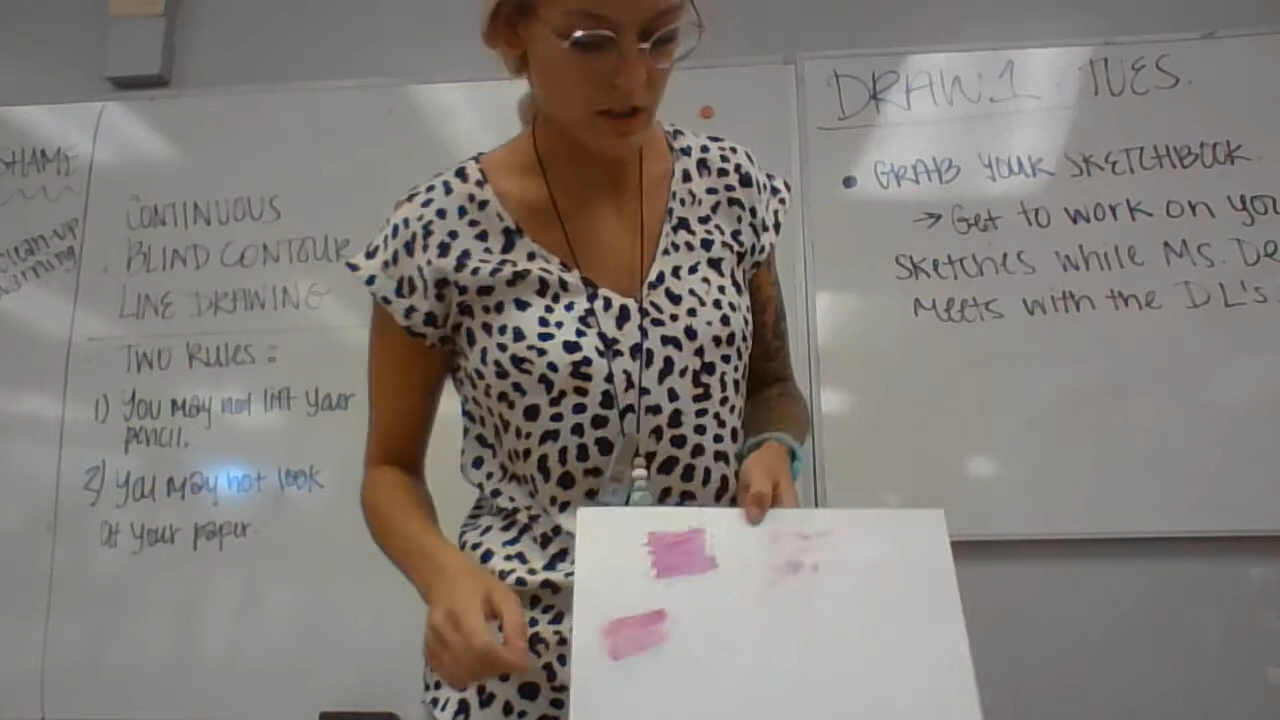 SHAME
clean-up
warning
CONTINUOUS
BLIND CONTOUR
LINE DRAWING
TWO RULES:
1) You may not lift your
pencil.
2) You may not look
at your paper.
DRAW 1 TUES.
• GRAB YOUR SKETCHBOOK
→ Get to work on you
sketches while Ms. De
meets with the DL's